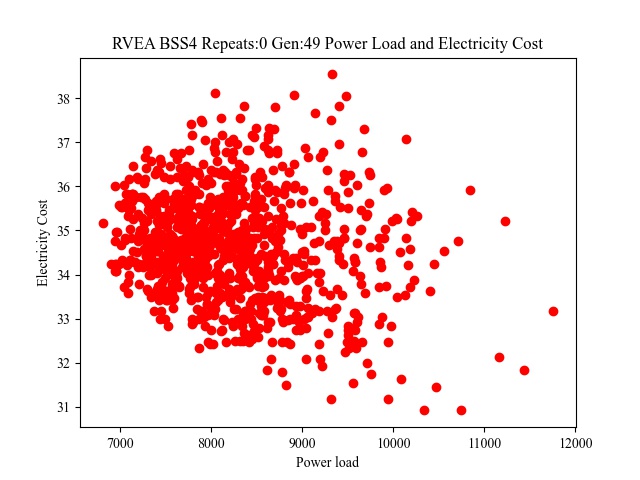 RVEA BSS4 Repeats:0 Gen:49 Power Load and Electricity Cost
38
37
36
35
34
33
32
31
Electricity Cost
7000 8000 9000 10000 11000 12000
Power load